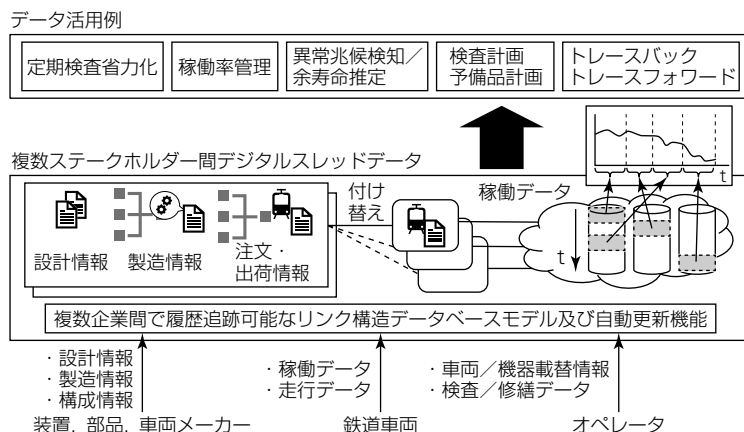 データ活用例
定期検査省力化
稼働率管理
異常兆候検知／
余寿命推定
検査計画
予備品計画
トレースバック
トレースフォワード
t
複数ステークホルダー間デジタルスレッドデータ
設計情報
製造情報
注文・
出荷情報
付け
替え
稼働データ
t
複数企業間で履歴追跡可能なリンク構造データベースモデル及び自動更新機能
・設計情報
・製造情報
・構成情報
・稼働データ
・走行データ
・車両／機器載替情報
・検査／修繕データ
装置，部品，車両メーカー
鉄道車両
オペレータ